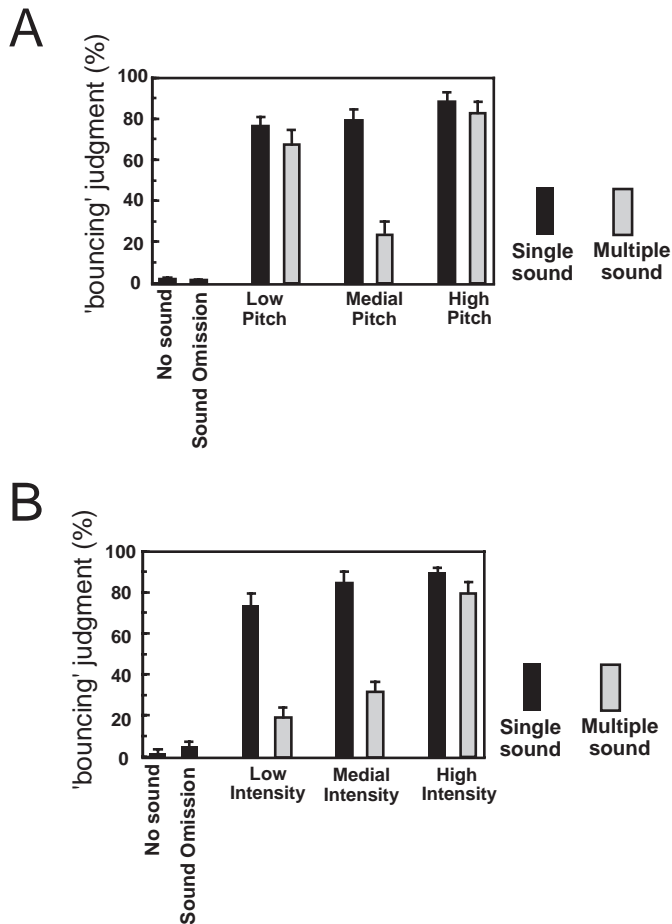 A
'bouncing' judgment (%)
100
80
60
40
20
0
No sound
Sound Omission
Low
Pitch
Medial
Pitch
High
Pitch
Single
sound
Multiple
sound
B
'bouncing' judgment (%)
100
80
60
40
20
0
No sound
Sound Omission
Low
Intensity
Medial
Intensity
High
Intensity
Single
sound
Multiple
sound